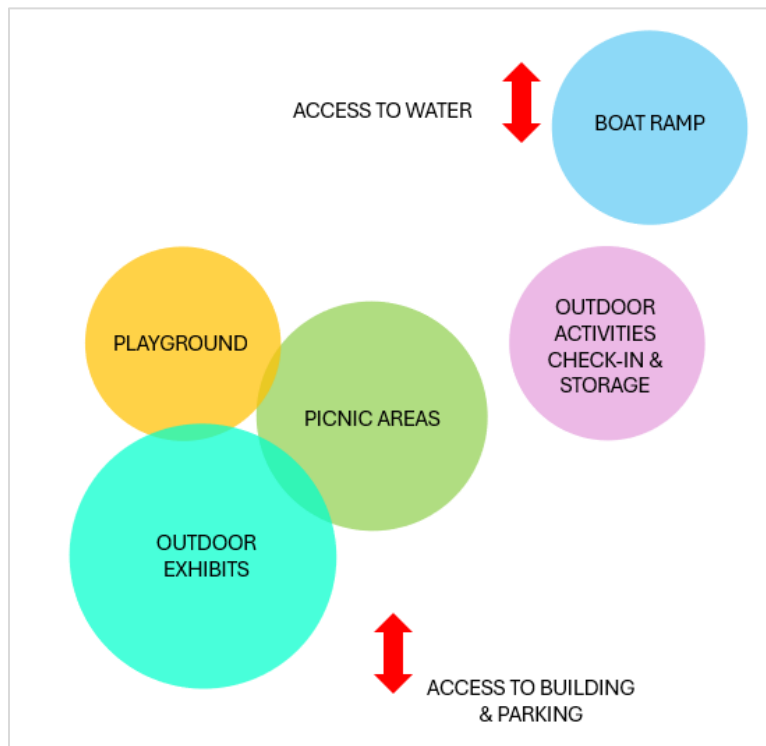 ACCESS TO WATER
BOAT RAMP
PLAYGROUND
OUTDOOR
ACTIVITIES
CHECK-IN &
STORAGE
PICNIC AREAS
OUTDOOR
EXHIBITS
ACCESS TO BUILDING
& PARKING